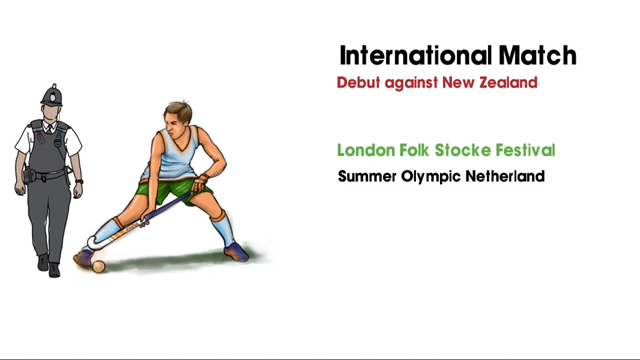 International Match
Debut against New Zealand
London Folk Stocke Festival
Summer Olympic Netherland